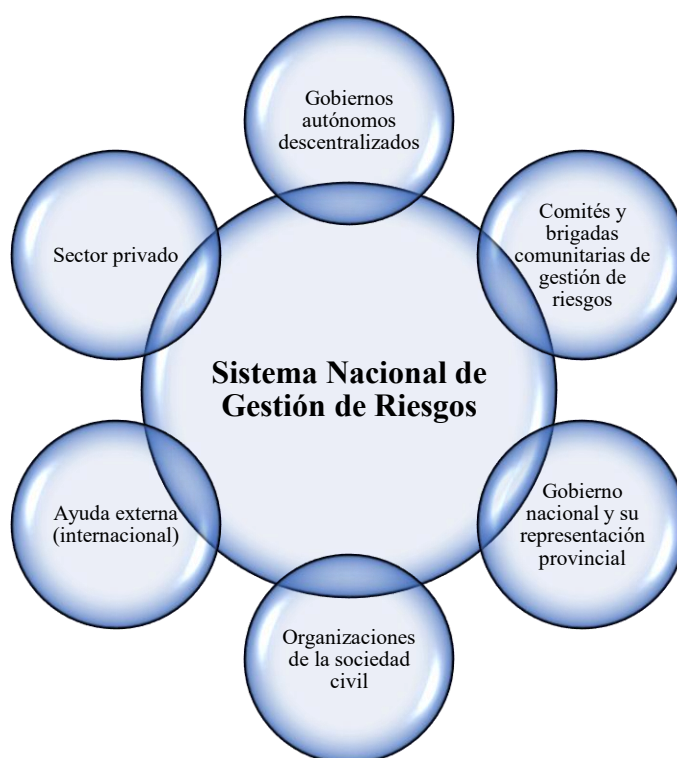 Gobiernos
autónomos
descentralizados
Comités y
brigadas
comunitarias de
gestión de
riesgos
Sector privado
Sistema Nacional de
Gestión de Riesgos
Gobierno
nacional y su
representación
provincial
Ayuda externa
(internacional)
Organizaciones
de la sociedad
civil